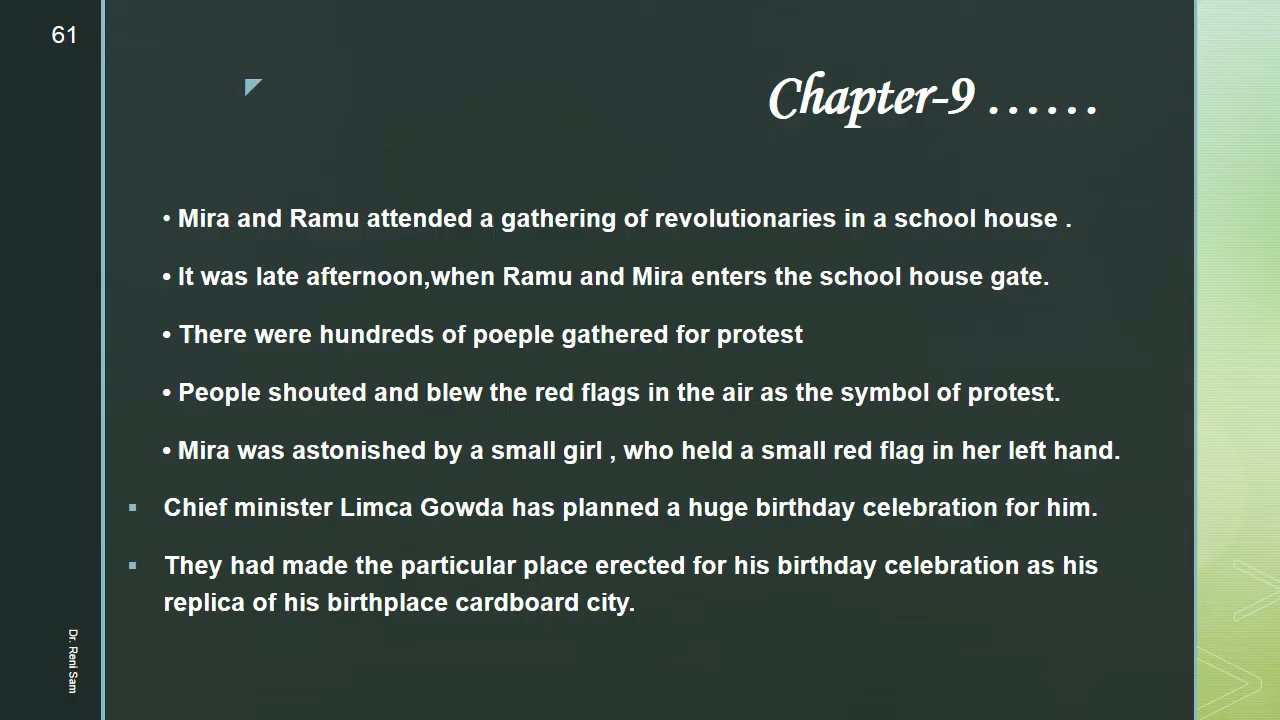 61
Chapter-9 ......
• Mira and Ramu attended a gathering of revolutionaries in a school house .
• It was late afternoon,when Ramu and Mira enters the school house gate.
• There were hundreds of poeple gathered for protest
• People shouted and blew the red flags in the air as the symbol of protest.
• Mira was astonished by a small girl , who held a small red flag in her left hand.
▪ Chief minister Limca Gowda has planned a huge birthday celebration for him.
▪ They had made the particular place erected for his birthday celebration as his
replica of his birthplace cardboard city.
Dr. Reni Sam